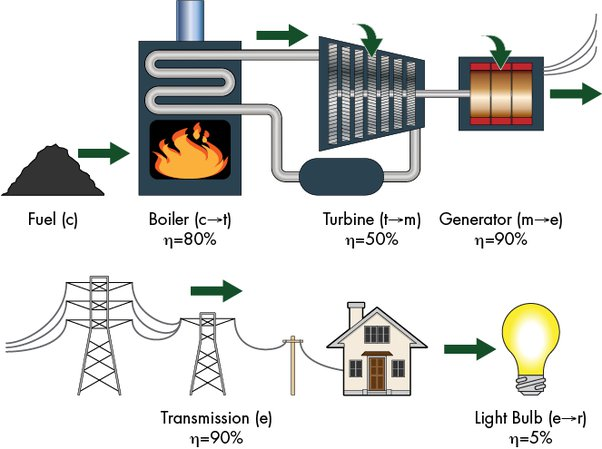 Fuel (c)
Boiler (c→t)
η=80%
Turbine (t→m)
η=50%
Generator (m→e)
η=90%
Transmission (e)
η=90%
Light Bulb (e→r)
η=5%